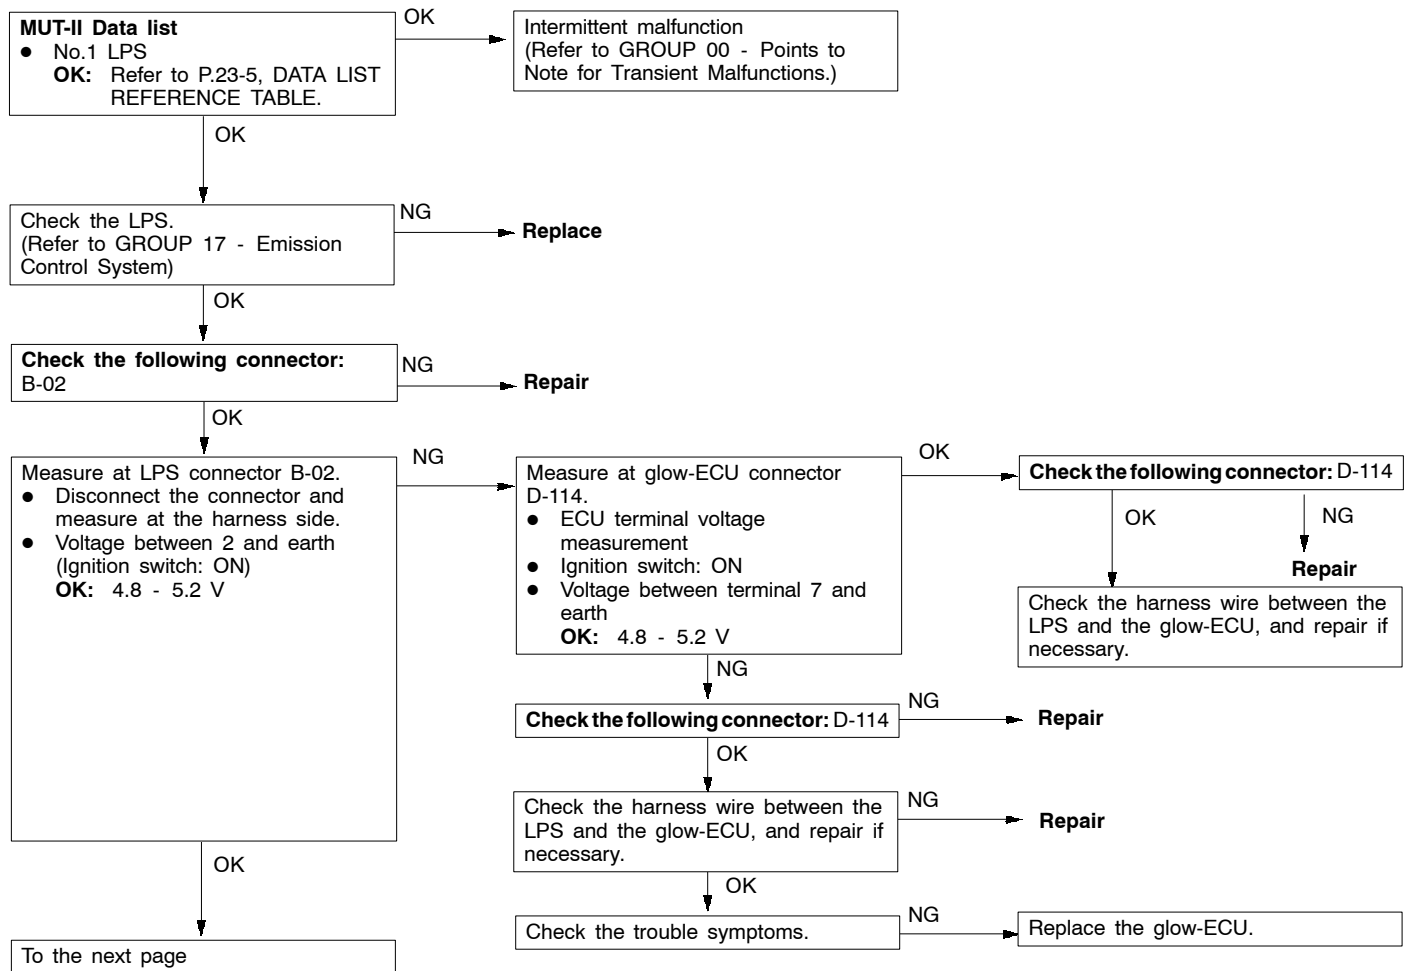 MUT-II Data list
● No.1 LPS
OK: Refer to P.23-5, DATA LIST
REFERENCE TABLE.
OK
Intermittent malfunction
(Refer to GROUP 00 - Points to
Note for Transient Malfunctions.)
OK
Check the LPS.
(Refer to GROUP 17 - Emission
Control System)
NG
Replace
OK
Check the following connector:
B-02
NG
Repair
OK
Measure at LPS connector B-02.
● Disconnect the connector and
measure at the harness side.
● Voltage between 2 and earth
(Ignition switch: ON)
OK: 4.8 - 5.2 V
NG
Measure at glow-ECU connector
D-114.
● ECU terminal voltage
measurement
● Ignition switch: ON
● Voltage between terminal 7 and
earth
OK: 4.8 - 5.2 V
OK
Check the following connector: D-114
OK
NG
Repair
Check the harness wire between the
LPS and the glow-ECU, and repair if
necessary.
NG
Check the following connector: D-114
NG
Repair
OK
Check the harness wire between the
LPS and the glow-ECU, and repair if
necessary.
NG
Repair
OK
Check the trouble symptoms.
NG
Replace the glow-ECU.
OK
To the next page